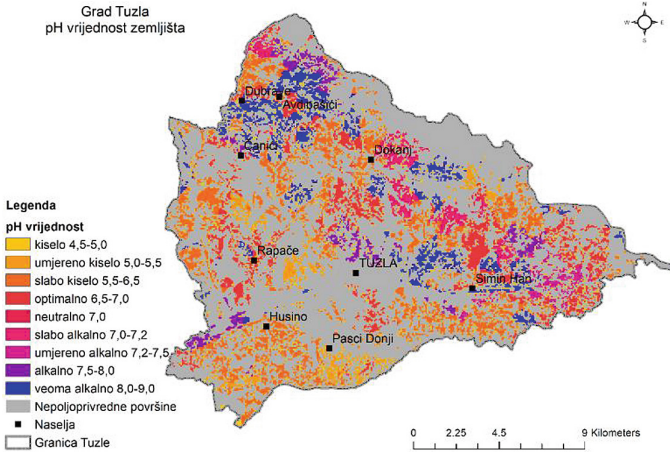 Grad Tuzla
pH vrijednost zemljišta
N
W E
S
Dubrave
Avdibašići
Čanići
Dokanj
Rapače
TUZLA
Simin Han
Husino
Pasci Donji
Legenda
pH vrijednost
kiselo 4,5-5,0
umjereno kiselo 5,0-5,5
slabo kiselo 5,5-6,5
optimalno 6,5-7,0
neutralno 7,0
slabo alkalno 7,0-7,2
umjereno alkalno 7,2-7,5
alkalno 7,5-8,0
veoma alkalno 8,0-9,0
Nepoljoprivredne površine
Naselja
Granica Tuzle
0 2.25 4.5 9 Kilometers